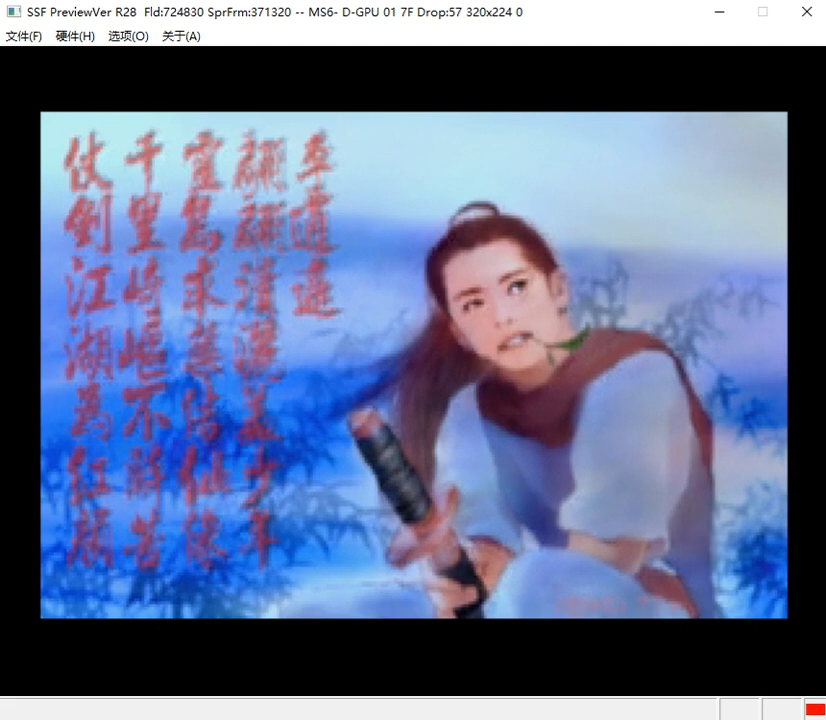 SSF PreviewVer R28  Fld:724830 SprFrm:371320 -- MS6- D-GPU 01 7F Drop:57 320x224 0
文件(F) 硬件(H) 选项(O) 关于(A)
李逍遙
翩翩瀟灑美少年
靈島求藥結仙緣
千里崎嶇不辭苦
仗劍江湖為紅顏